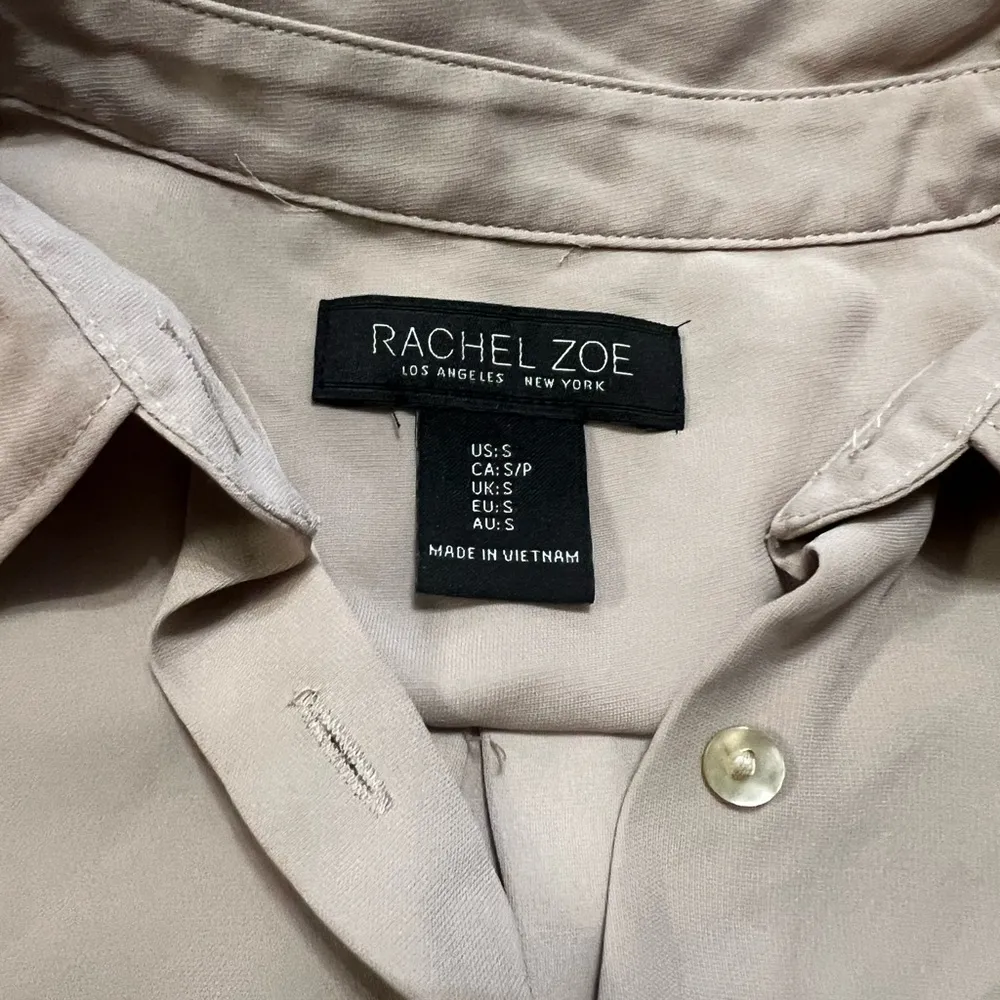 RACHEL ZOE
LOS ANGELES NEW YORK
US: S
CA: S/P
UK: S
EU: S
AU: S
MADE IN VIETNAM